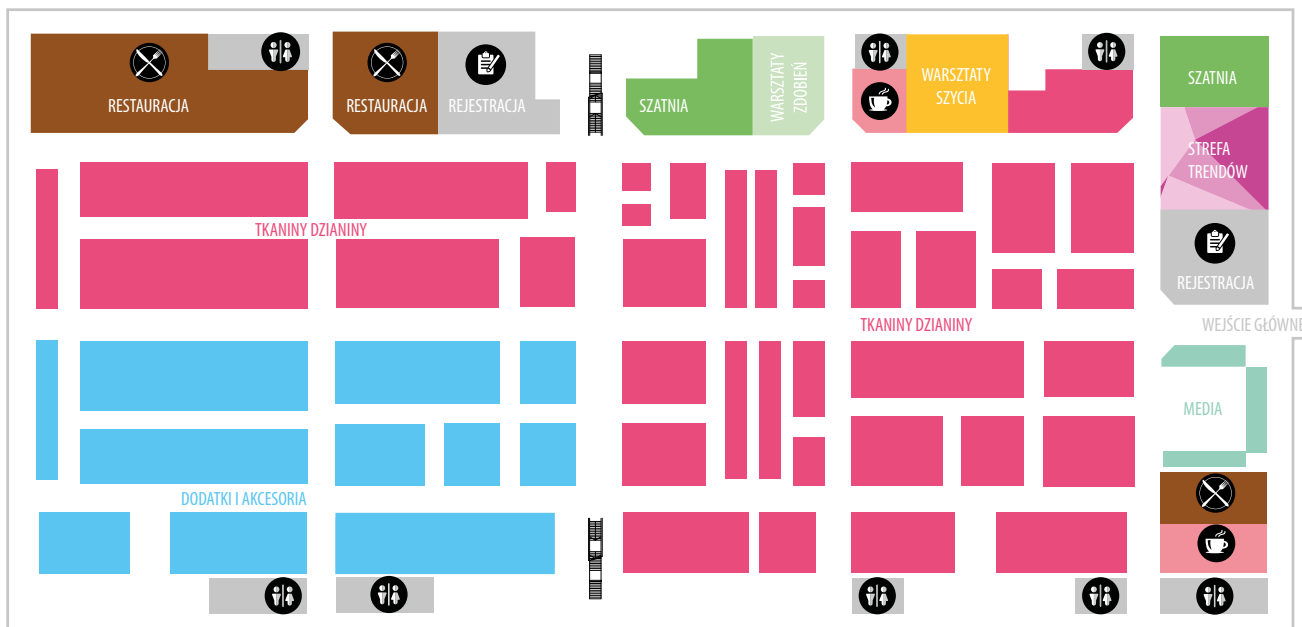 RESTAURACJA
RESTAURACJA
REJESTRACJA
SZATNIA
WARSZTATY
ZDOBIEŃ
WARSZTATY
SZYCIA
SZATNIA
STREFA
TRENDÓW
REJESTRACJA
TKANINY DZIANINY
TKANINY DZIANINY
WEJŚCIE GŁÓWNE
MEDIA
DODATKI I AKCESORIA